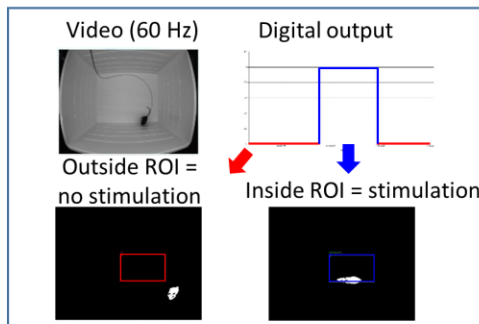 Video (60 Hz)
Digital output
Outside ROI =
no stimulation
Inside ROI = stimulation